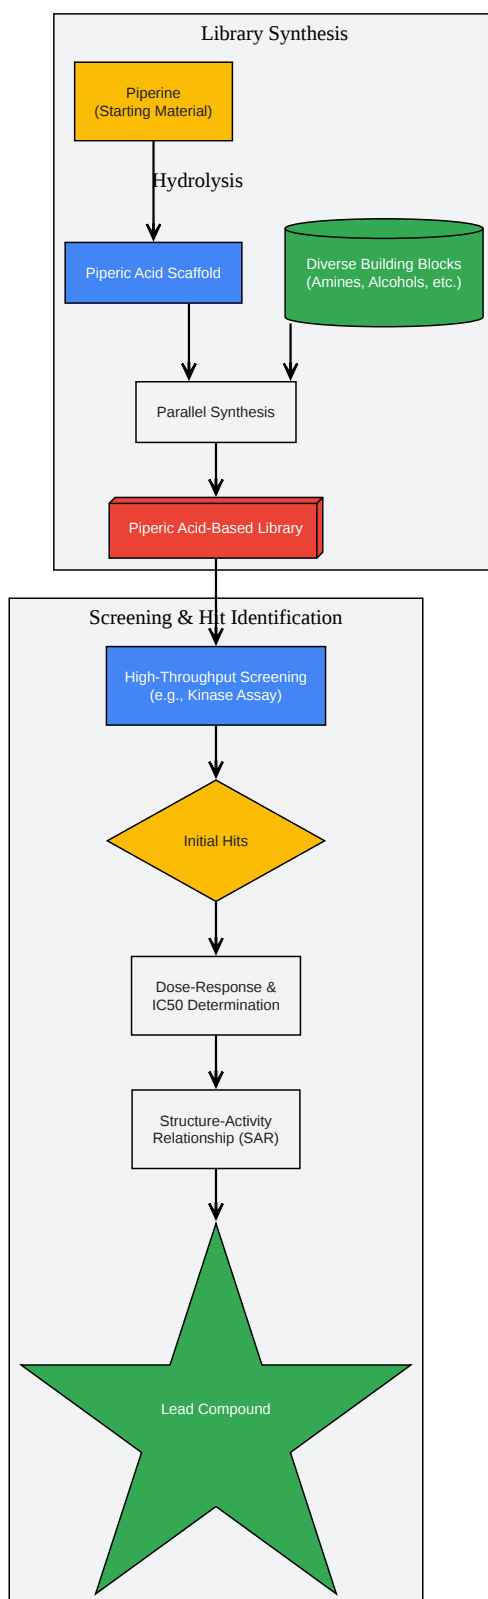 Library Synthesis
Piperine
(Starting Material)
Hydrolysis
Piperic Acid Scaffold
Diverse Building Blocks
(Amines, Alcohols, etc.)
Parallel Synthesis
Piperic Acid-Based Library
Screening & Hit Identification
High-Throughput Screening
(e.g., Kinase Assay)
Initial Hits
Dose-Response &
IC50 Determination
Structure-Activity
Relationship (SAR)
Lead Compound